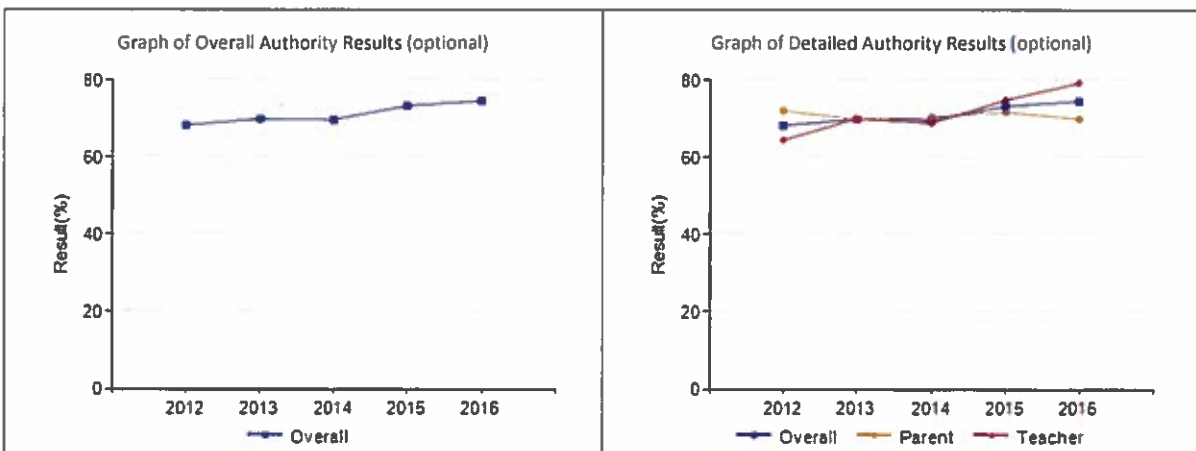 Graph of Overall Authority Results (optional)
80
60
40
20
0
Result(%)
2012 2013 2014 2015 2016
Overall
Graph of Detailed Authority Results (optional)
80
60
40
20
0
Result(%)
2012 2013 2014 2015 2016
Overall Parent Teacher